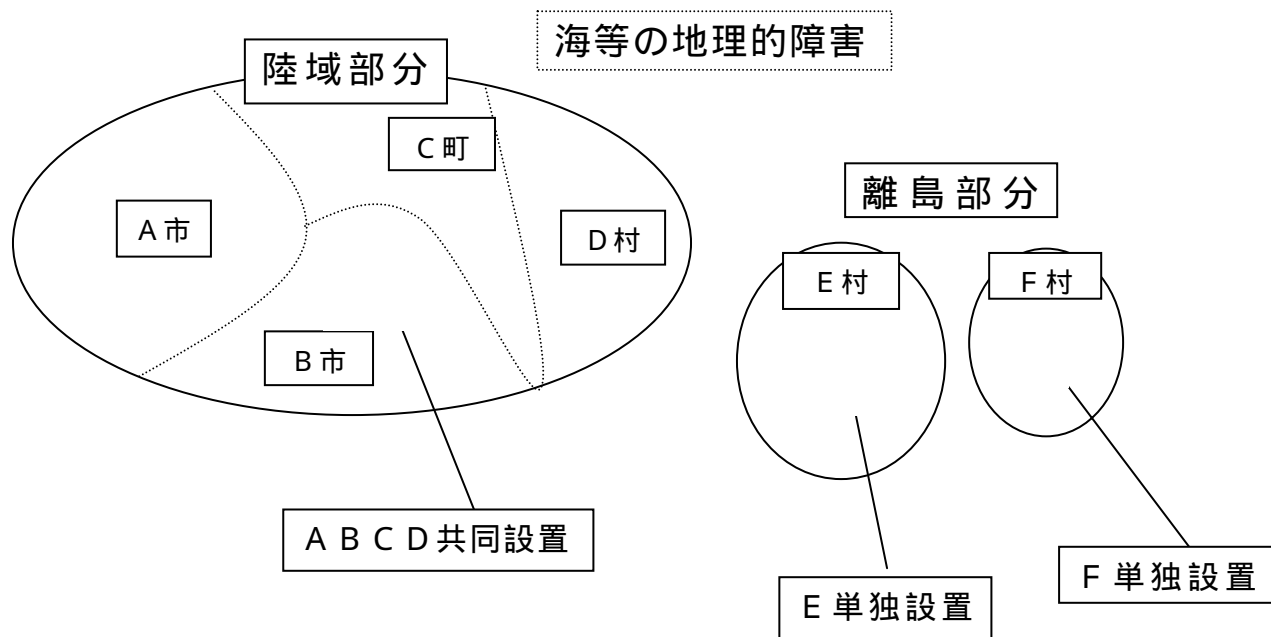 海等の地理的障害
陸域部分
C町
離島部分
A市
D村
E村
F村
B市
ABCD共同設置
F単独設置
E単独設置